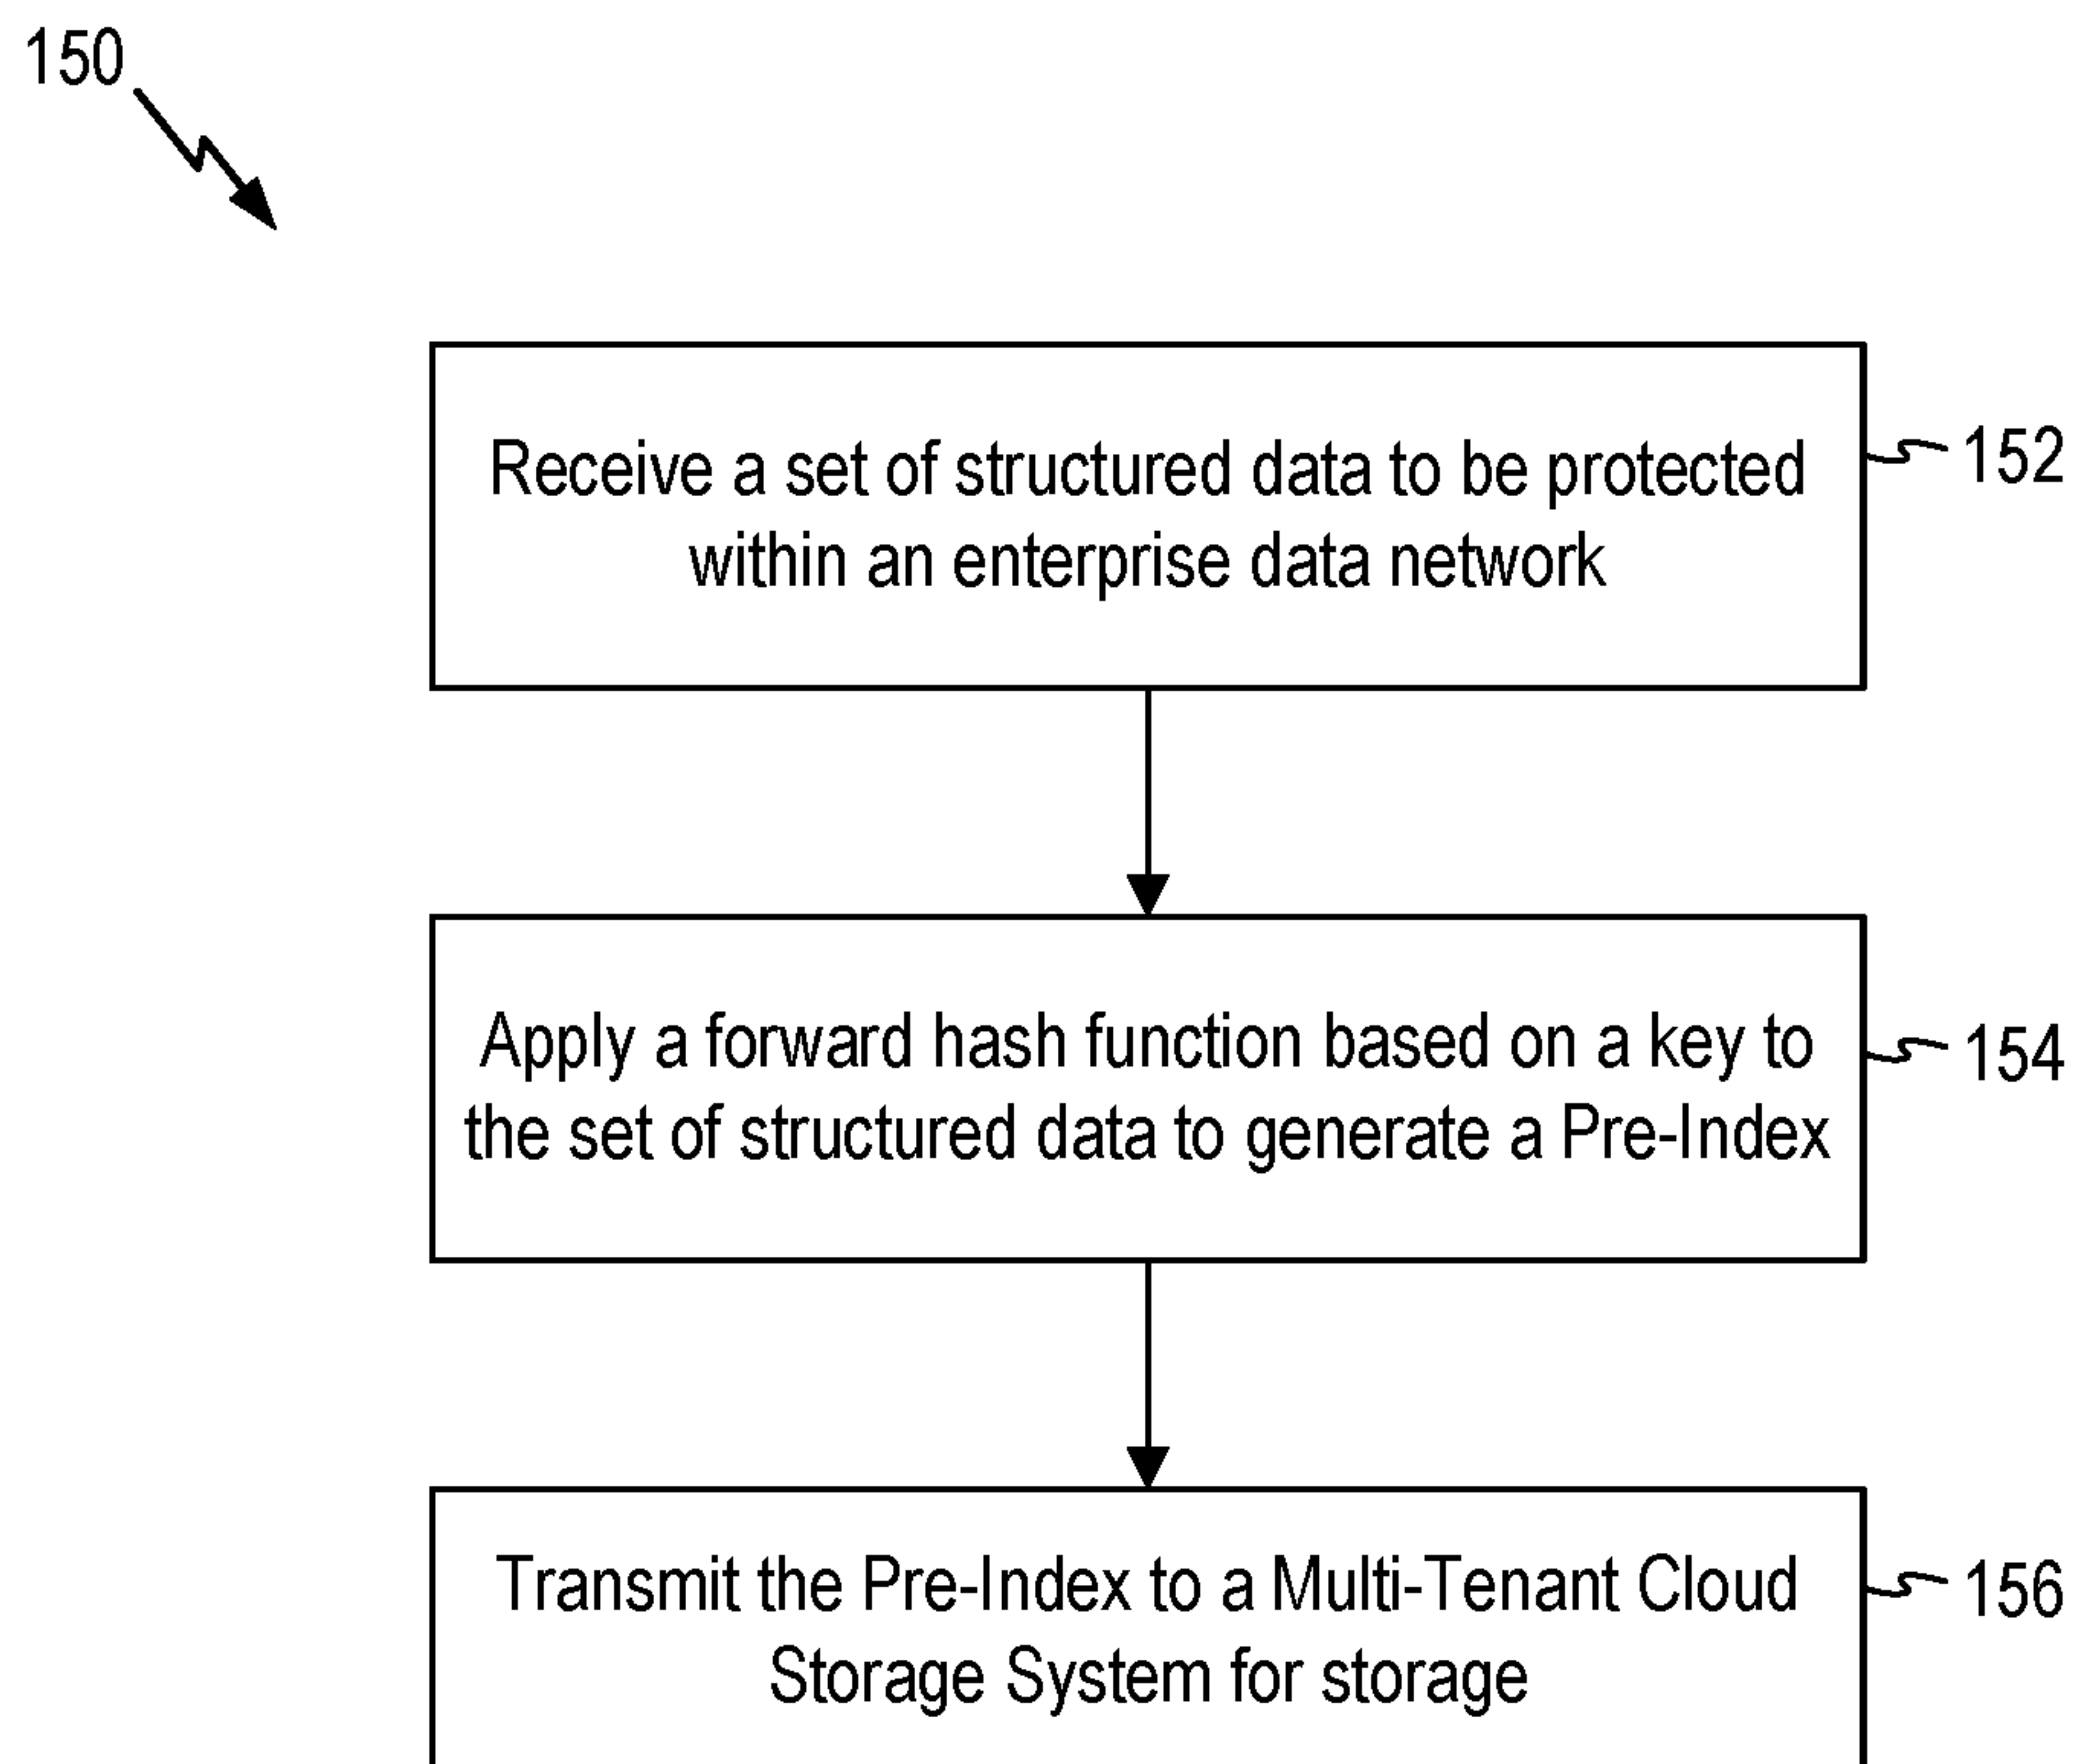 150
Receive a set of structured data to be protected
within an enterprise data network
152
Apply a forward hash function based on a key to
the set of structured data to generate a Pre-Index
154
Transmit the Pre-Index to a Multi-Tenant Cloud
Storage System for storage
156